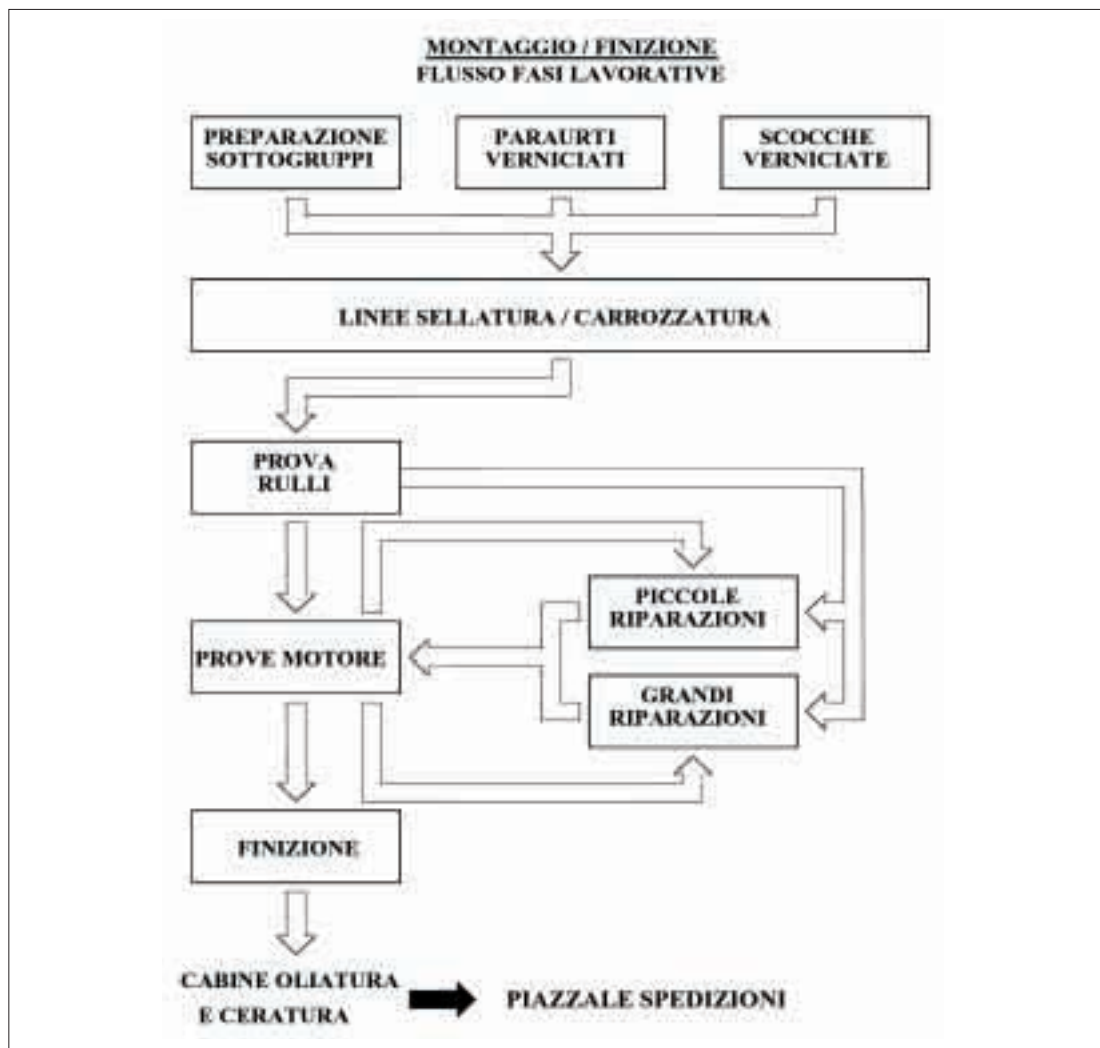 MONTAGGIO / FINIZIONE
FLUSSO FASI LAVORATIVE
PREPARAZIONE
SOTTOGRUPPI
PARAURTI
VERNICIATI
SCOCCHE
VERNICIATE
LINEE SELLATURA / CARROZZATURA
PROVA
RULLI
PICCOLE
RIPARAZIONI
PROVE MOTORE
GRANDI
RIPARAZIONI
FINIZIONE
CABINE OLIATURA
E CERATURA
PIAZZALE SPEDIZIONI